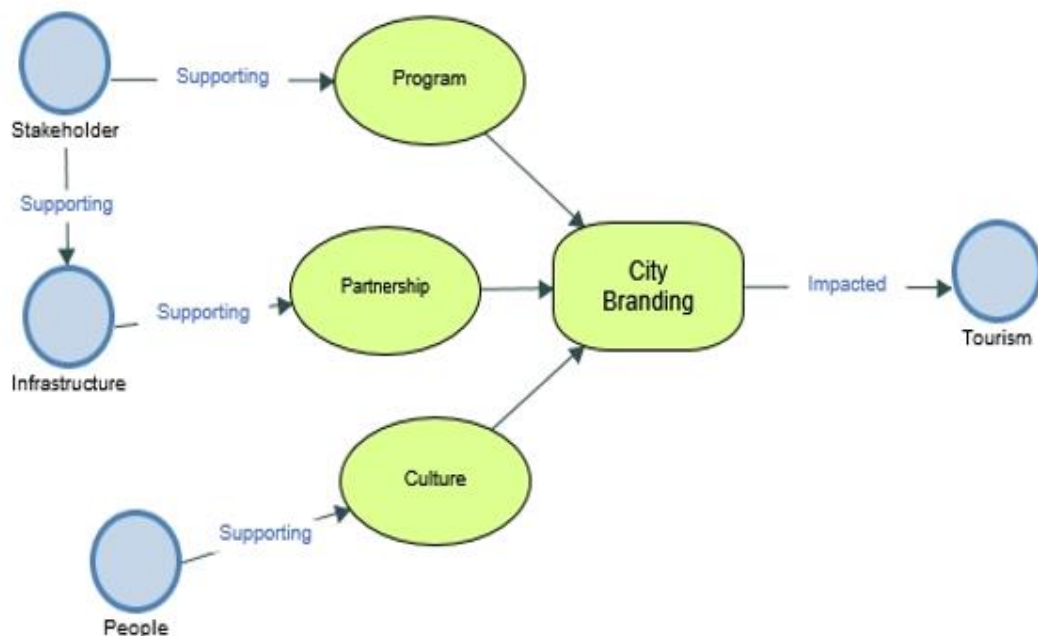 Supporting
Program
Stakeholder
Supporting
City
Branding
Partnership
Impacted
Supporting
Tourism
Infrastructure
Culture
Supporting
People